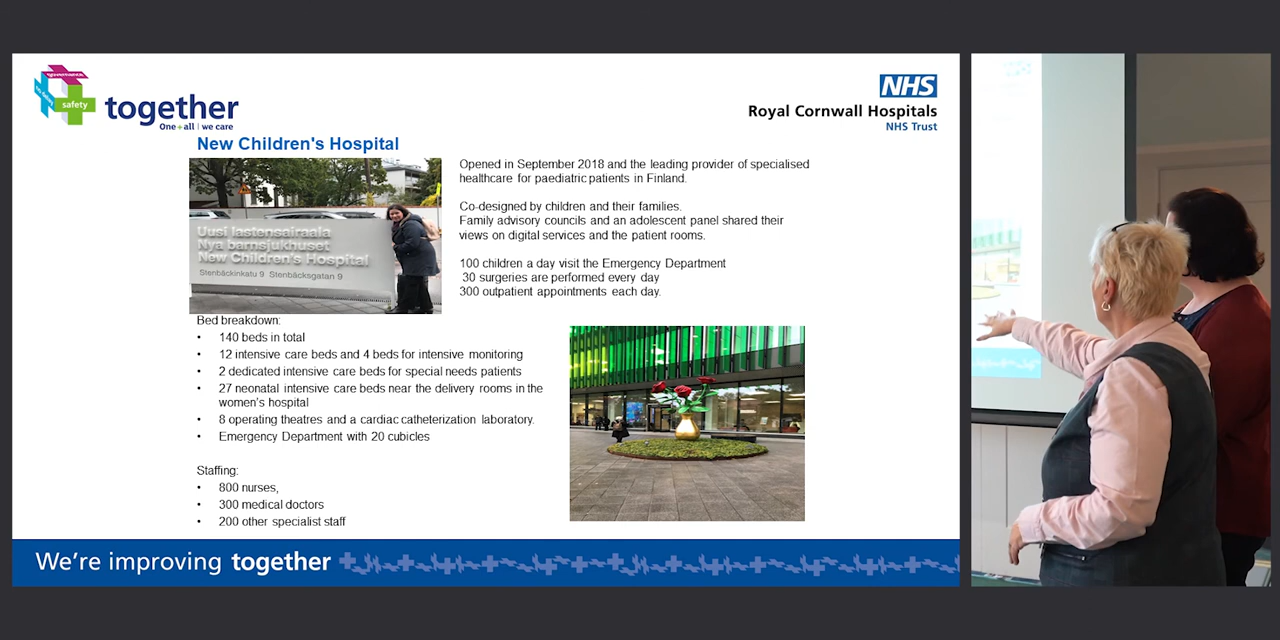 governance
safety
together
One + all | we care
NHS
Royal Cornwall Hospitals
NHS Trust
New Children's Hospital
Uusi lastensairaala
Nya barnsjukhuset
New Children's Hospital
Stenbäckinkatu 9 Stenbäcksgatan 9
Opened in September 2018 and the leading provider of specialised
healthcare for paediatric patients in Finland.
Co-designed by children and their families.
Family advisory councils and an adolescent panel shared their
views on digital services and the patient rooms.
100 children a day visit the Emergency Department
30 surgeries are performed every day
300 outpatient appointments each day.
Bed breakdown:
• 140 beds in total
• 12 intensive care beds and 4 beds for intensive monitoring
• 2 dedicated intensive care beds for special needs patients
• 27 neonatal intensive care beds near the delivery rooms in the
women's hospital
• 8 operating theatres and a cardiac catheterization laboratory.
• Emergency Department with 20 cubicles
Staffing:
• 800 nurses,
• 300 medical doctors
• 200 other specialist staff
We're improving together